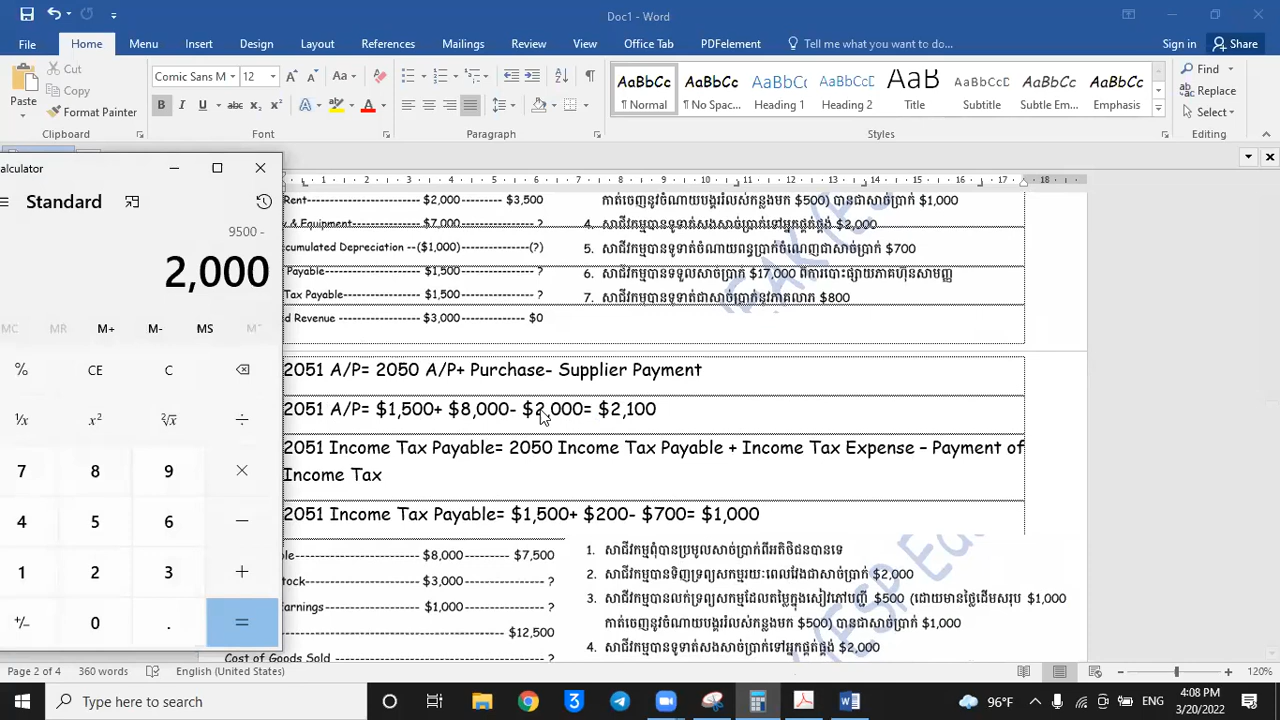 Doc1 - Word
File Home Menu Insert Design Layout References Mailings Review View Office Tab PDFelement Tell me what you want to do... Sign in Share
Paste Cut Copy Format Painter
Comic Sans M 12
AaBbCc AaBbCc AaBbCc AaBbCc AaB AaBbCc AaBbCc AaBbCc
¶ Normal ¶ No Spac... Heading 1 Heading 2 Title Subtitle Subtle Em... Emphasis
Find Replace Select
Clipboard Font Paragraph Styles Editing
alculator
Standard
9500 -
2,000
MC MR M+ M- MS M
% CE C
¹/x x² ²√x ÷
7 8 9 ×
4 5 6 −
1 2 3 +
+/− 0 . =
Rent----------------- $2,000--------- $3,500
y & Equipment----------- $7,000------------ ?
cumulated Depreciation --($1,000)------------(?)
Payable----------------$1,500------------ ?
Tax Payable------------$1,500------------ ?
d Revenue ----------------$3,000---------- $0
កាត់ចេញនូវចំណាយបង្គររំលស់កន្លងមក $500) បានជាសាច់ប្រាក់ $1,000
4. សាជីវកម្មបានទូទាត់សងសាច់ប្រាក់ទៅអ្នកផ្គត់ផ្គង់ $2,000
5. សាជីវកម្មបានទូទាត់ចំណាយពន្ធប្រាក់ចំណេញជាសាច់ប្រាក់ $700
6. សាជីវកម្មបានទទួលសាច់ប្រាក់ $17,000 ពីការបោះផ្សាយភាគហ៊ុនសាមញ្ញ
7. សាជីវកម្មបានទូទាត់ជាសាច់ប្រាក់នូវភាគលាភ $800
2051 A/P= 2050 A/P+ Purchase- Supplier Payment
2051 A/P= $1,500+ $8,000- $2,000= $2,100
2051 Income Tax Payable= 2050 Income Tax Payable + Income Tax Expense – Payment of
Income Tax
2051 Income Tax Payable= $1,500+ $200- $700= $1,000
ble------------------------------$8,000---------- $7,500
tock-----------------------------$3,000------------ ?
arnings--------------------------$1,000------------ ?
--------------------------------------------- $12,500
Cost of Goods Sold --------------------------------- ?
1. សាជីវកម្មពុំបានប្រមូលសាច់ប្រាក់ពីអតិថិជនបានទេ
2. សាជីវកម្មបានទិញទ្រព្យសកម្មរយៈពេលវែងជាសាច់ប្រាក់ $2,000
3. សាជីវកម្មបានលក់ទ្រព្យសកម្មដែលតម្លៃក្នុងសៀវភៅបញ្ជី $500 (ដោយមានថ្លៃដើមសរុប $1,000
កាត់ចេញនូវចំណាយបង្គររំលស់កន្លងមក $500) បានជាសាច់ប្រាក់ $1,000
4. សាជីវកម្មបានទូទាត់សងសាច់ប្រាក់ទៅអ្នកផ្គត់ផ្គង់ $2,000
Page 2 of 4 360 words English (United States) 120%
Type here to search
96°F
4:08 PM
3/20/2022